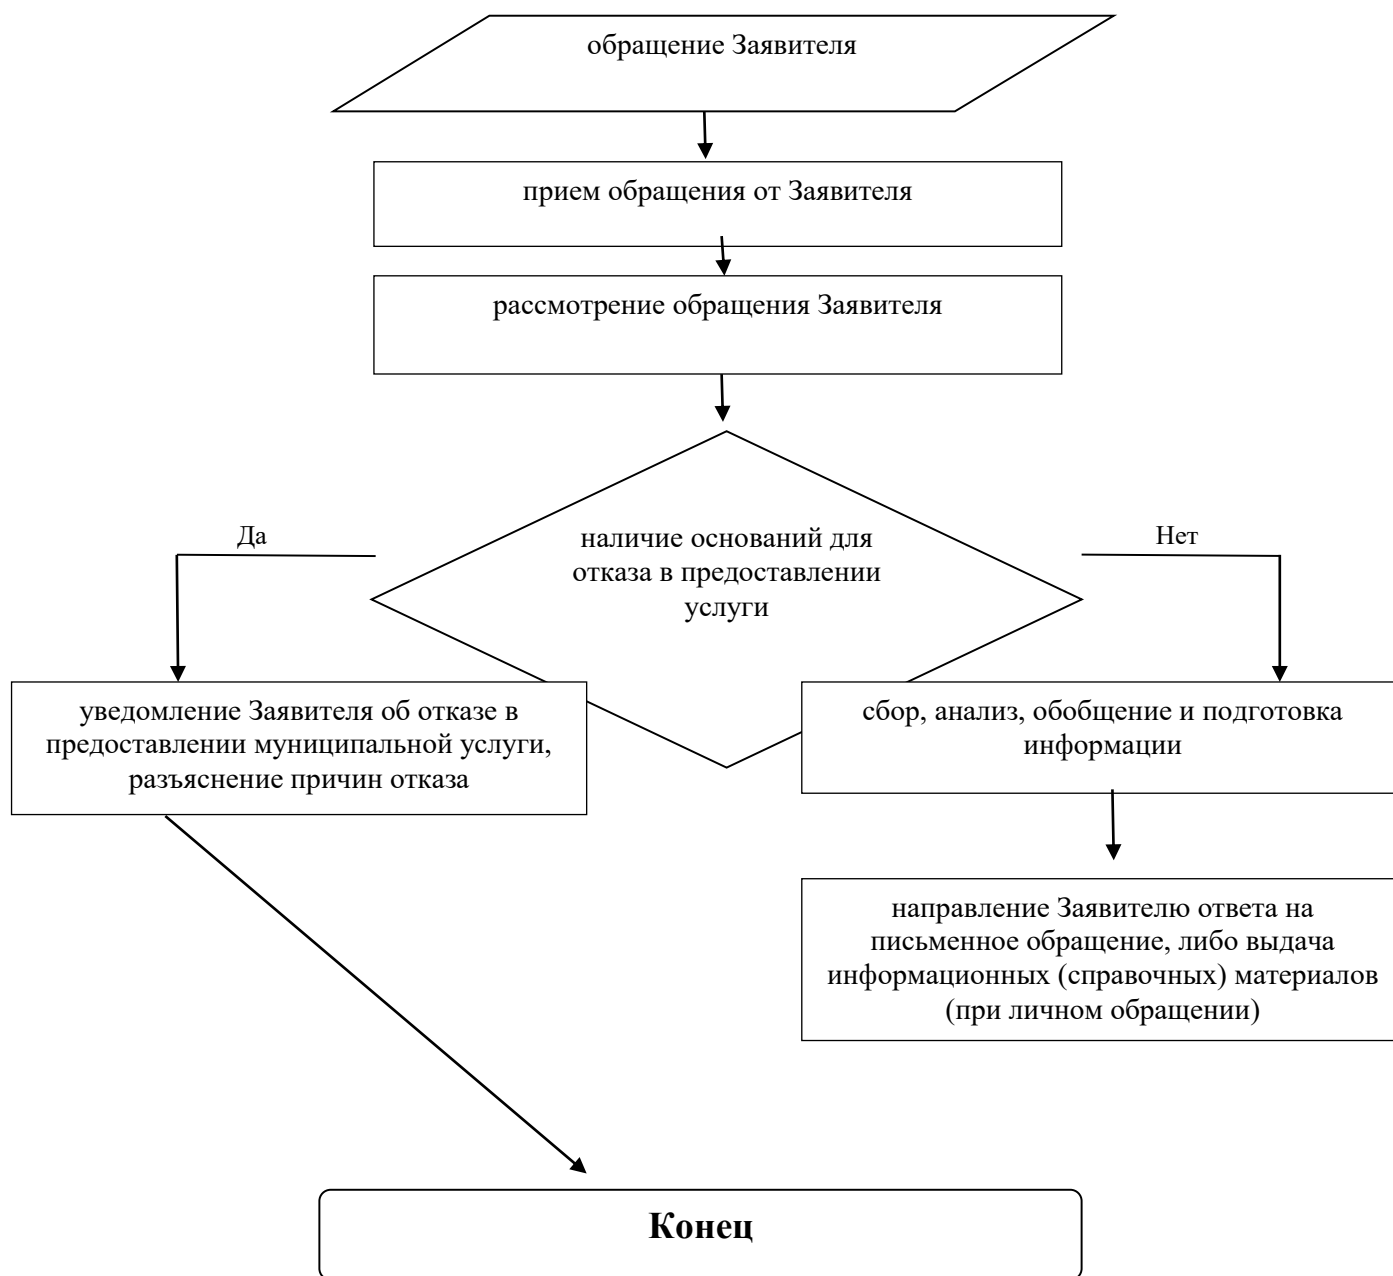 обращение Заявителя
прием обращения от Заявителя
рассмотрение обращения Заявителя
Да
Нет
наличие оснований для
отказа в предоставлении
услуги
уведомление Заявителя об отказе в
предоставлении муниципальной услуги,
разъяснение причин отказа
сбор, анализ, обобщение и подготовка
информации
направление Заявителю ответа на
письменное обращение, либо выдача
информационных (справочных) материалов
(при личном обращении)
Конец